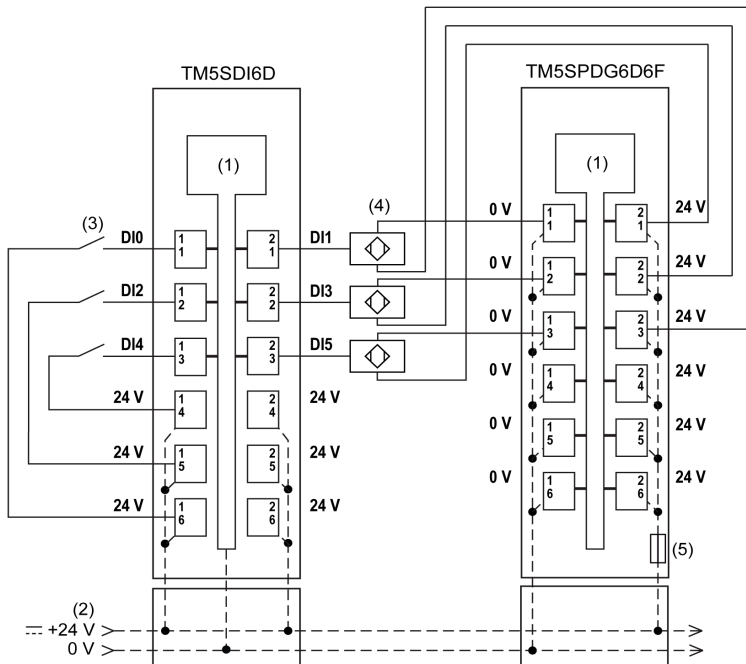 TM5SDI6D
TM5SPDG6D6F
(1)
(1)
(3)
(4)
DI0
1 1
2 1
DI1
0 V
1 1
2 1
24 V
DI2
1 2
2 2
DI3
0 V
1 2
2 2
24 V
DI4
1 3
2 3
DI5
0 V
1 3
2 3
24 V
24 V
1 4
2 4
24 V
0 V
1 4
2 4
24 V
24 V
1 5
2 5
24 V
0 V
1 5
2 5
24 V
24 V
1 6
2 6
24 V
0 V
1 6
2 6
24 V
(5)
(2)
+24 V
0 V